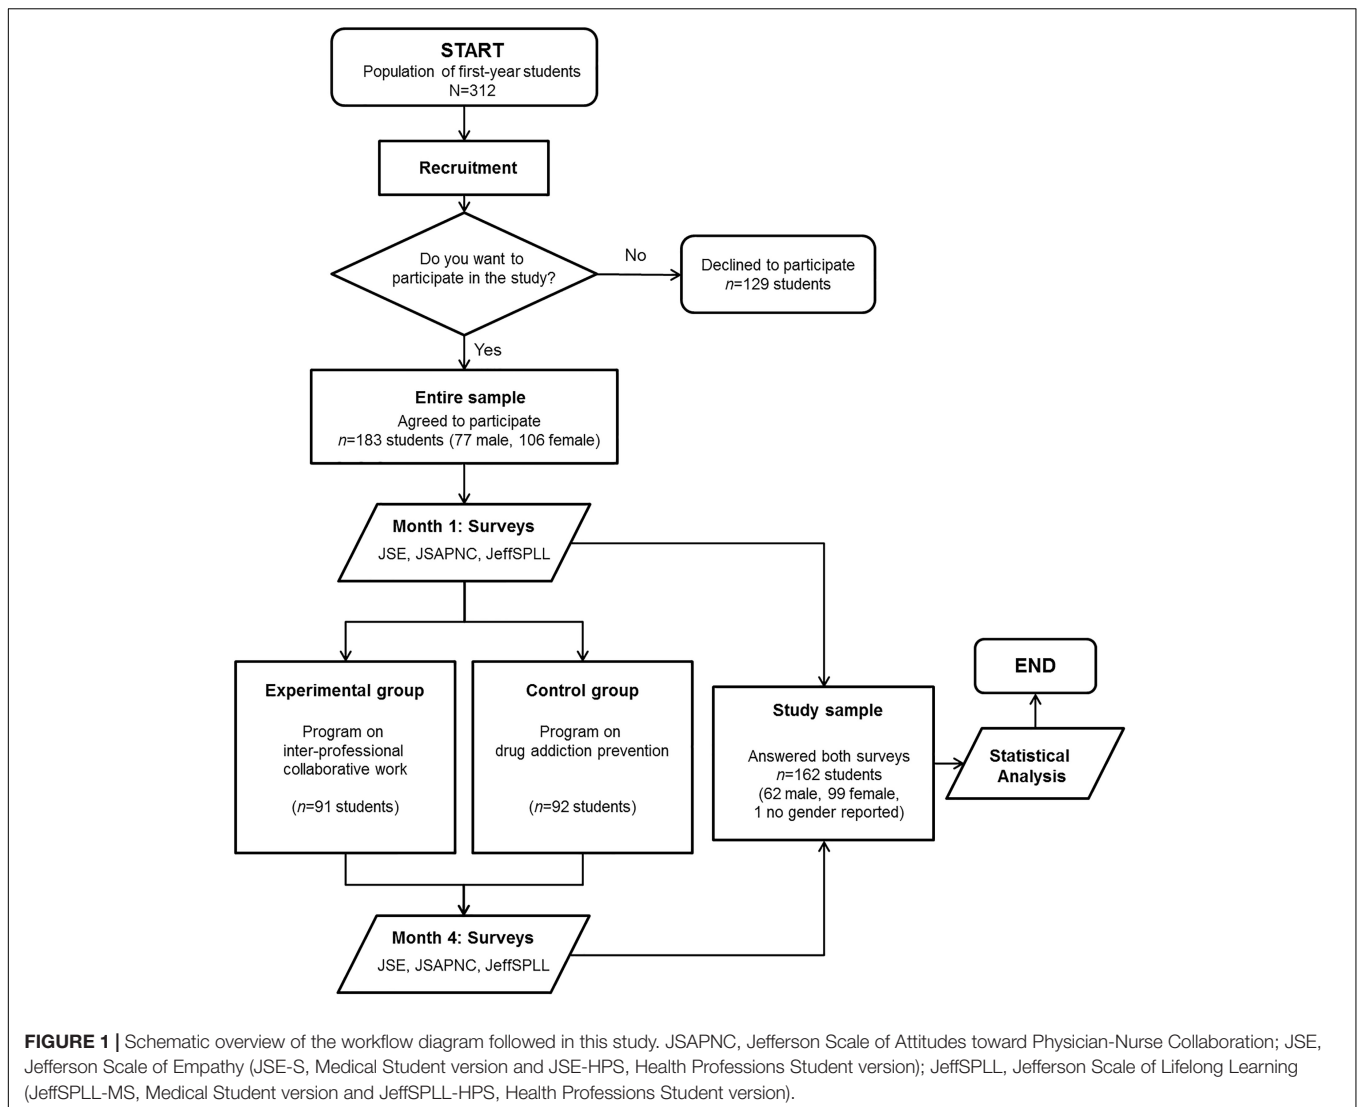 START
Population of first-year students
N=312
Recruitment
Do you want to
participate in the study?
No
Declined to participate
n=129 students
Yes
Entire sample
Agreed to participate
n=183 students (77 male, 106 female)
Month 1: Surveys
JSE, JSAPNC, JeffSPLL
Experimental group
Program on
inter-professional
collaborative work
(n=91 students)
Control group
Program on
drug addiction prevention
(n=92 students)
Study sample
Answered both surveys
n=162 students
(62 male, 99 female,
1 no gender reported)
END
Statistical
Analysis
Month 4: Surveys
JSE, JSAPNC, JeffSPLL
FIGURE 1 | Schematic overview of the workflow diagram followed in this study. JSAPNC, Jefferson Scale of Attitudes toward Physician-Nurse Collaboration; JSE,
Jefferson Scale of Empathy (JSE-S, Medical Student version and JSE-HPS, Health Professions Student version); JeffSPLL, Jefferson Scale of Lifelong Learning
(JeffSPLL-MS, Medical Student version and JeffSPLL-HPS, Health Professions Student version).